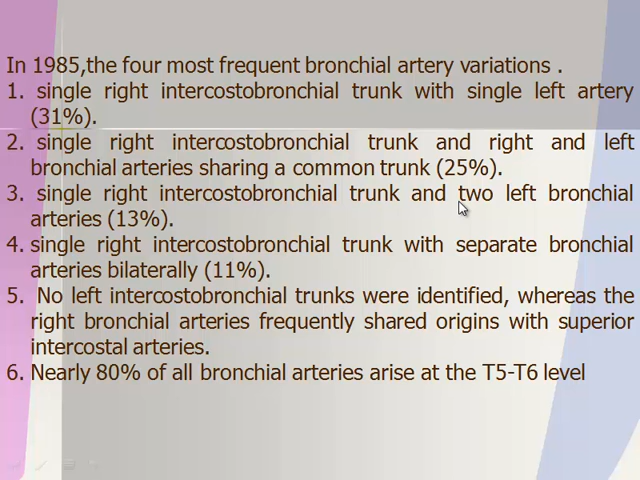 In 1985,the four most frequent bronchial artery variations .
1. single right intercostobronchial trunk with single left artery
(31%).
2. single right intercostobronchial trunk and right and left
bronchial arteries sharing a common trunk (25%).
3. single right intercostobronchial trunk and two left bronchial
arteries (13%).
4. single right intercostobronchial trunk with separate bronchial
arteries bilaterally (11%).
5. No left intercostobronchial trunks were identified, whereas the
right bronchial arteries frequently shared origins with superior
intercostal arteries.
6. Nearly 80% of all bronchial arteries arise at the T5-T6 level